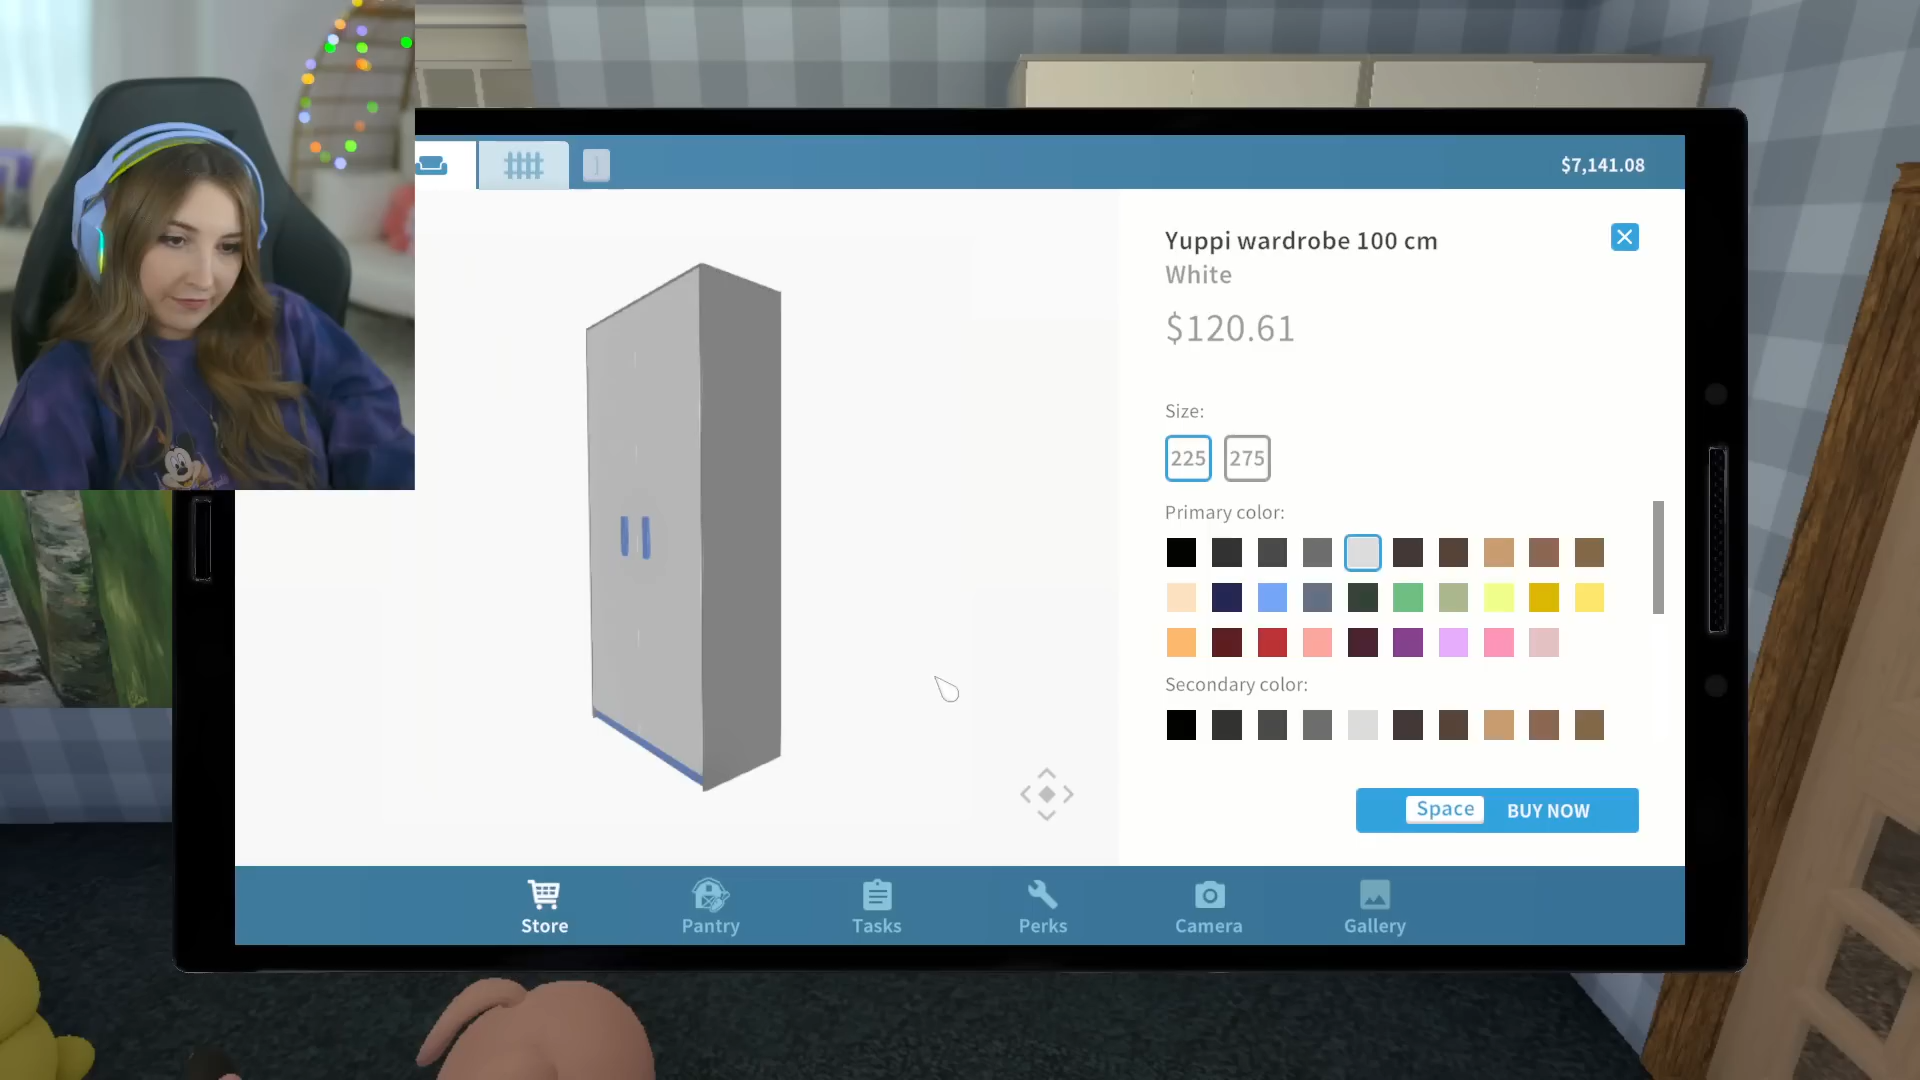 ]
$7,141.08
Yuppi wardrobe 100 cm
White
$120.61
Size:
225 275
Primary color:
Secondary color:
Space BUY NOW
Store Pantry Tasks Perks Camera Gallery